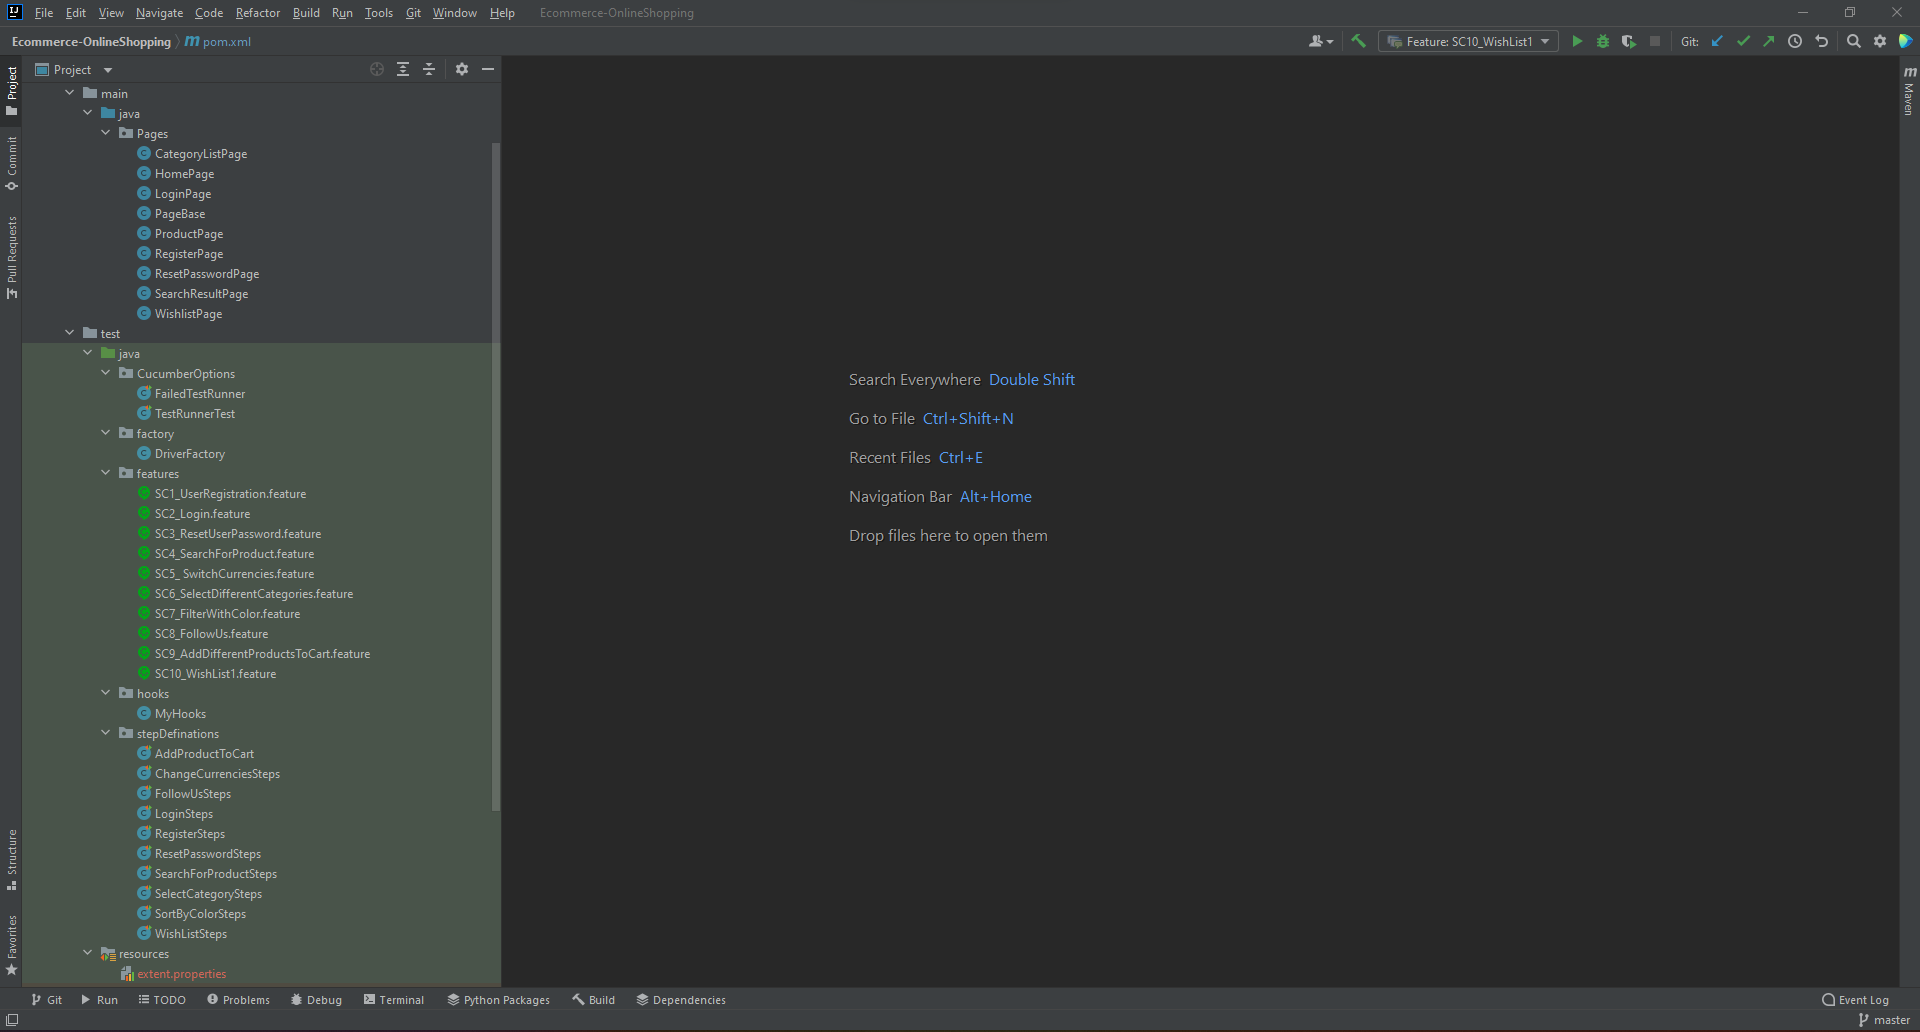 File Edit View Navigate Code Refactor Build Run Tools Git Window Help Ecommerce-OnlineShopping
Ecommerce-OnlineShopping pom.xml Feature: SC10_WishList1 Git:
Project
Project
Commit
Pull Requests
Structure
Favorites
main
java
Pages
CategoryListPage
HomePage
LoginPage
PageBase
ProductPage
RegisterPage
ResetPasswordPage
SearchResultPage
WishlistPage
test
java
CucumberOptions
FailedTestRunner
TestRunnerTest
factory
DriverFactory
features
SC1_UserRegistration.feature
SC2_Login.feature
SC3_ResetUserPassword.feature
SC4_SearchForProduct.feature
SC5_ SwitchCurrencies.feature
SC6_SelectDifferentCategories.feature
SC7_FilterWithColor.feature
SC8_FollowUs.feature
SC9_AddDifferentProductsToCart.feature
SC10_WishList1.feature
hooks
MyHooks
stepDefinations
AddProductToCart
ChangeCurrenciesSteps
FollowUsSteps
LoginSteps
RegisterSteps
ResetPasswordSteps
SearchForProductSteps
SelectCategorySteps
SortByColorSteps
WishListSteps
resources
extent.properties
Search Everywhere Double Shift
Go to File Ctrl+Shift+N
Recent Files Ctrl+E
Navigation Bar Alt+Home
Drop files here to open them
Maven
Git Run TODO Problems Debug Terminal Python Packages Build Dependencies Event Log
master